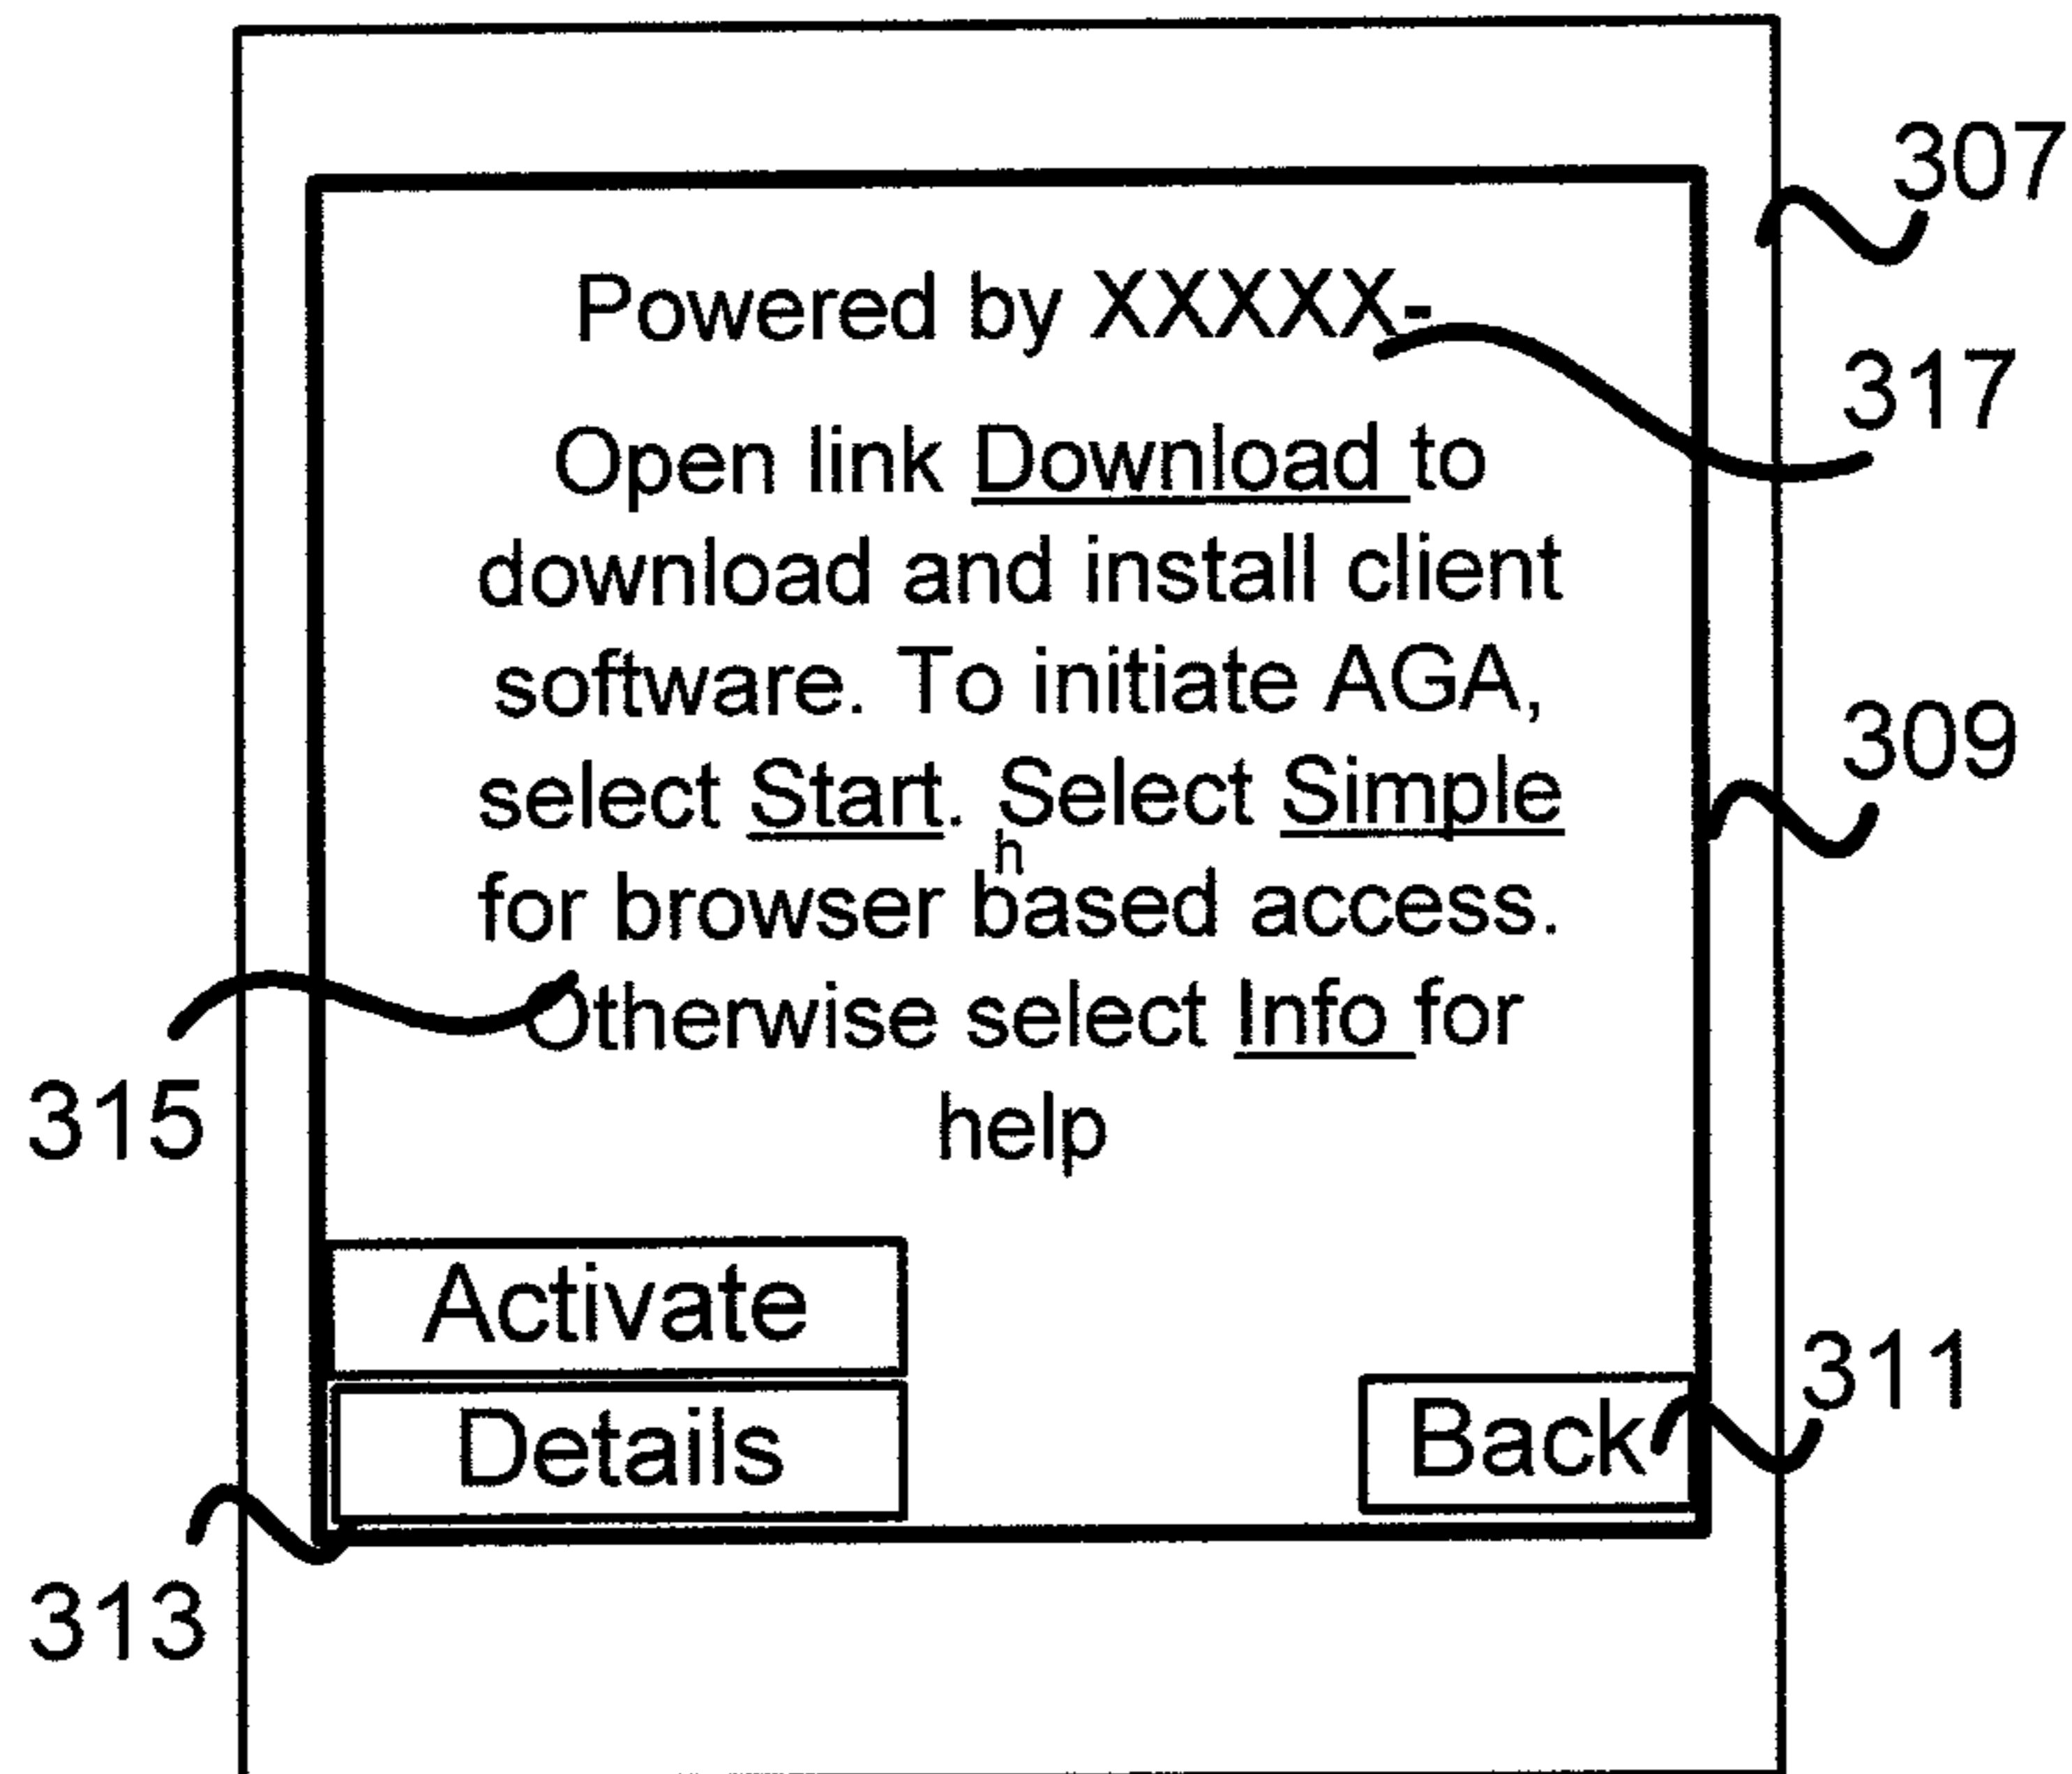 307
Powered by XXXXX-
317
Open link Download to
download and install client
software. To initiate AGA,
309
select Start. Select Simple
h
for browser based access.
Otherwise select Info for
315
help
Activate
311
Details
Back
313